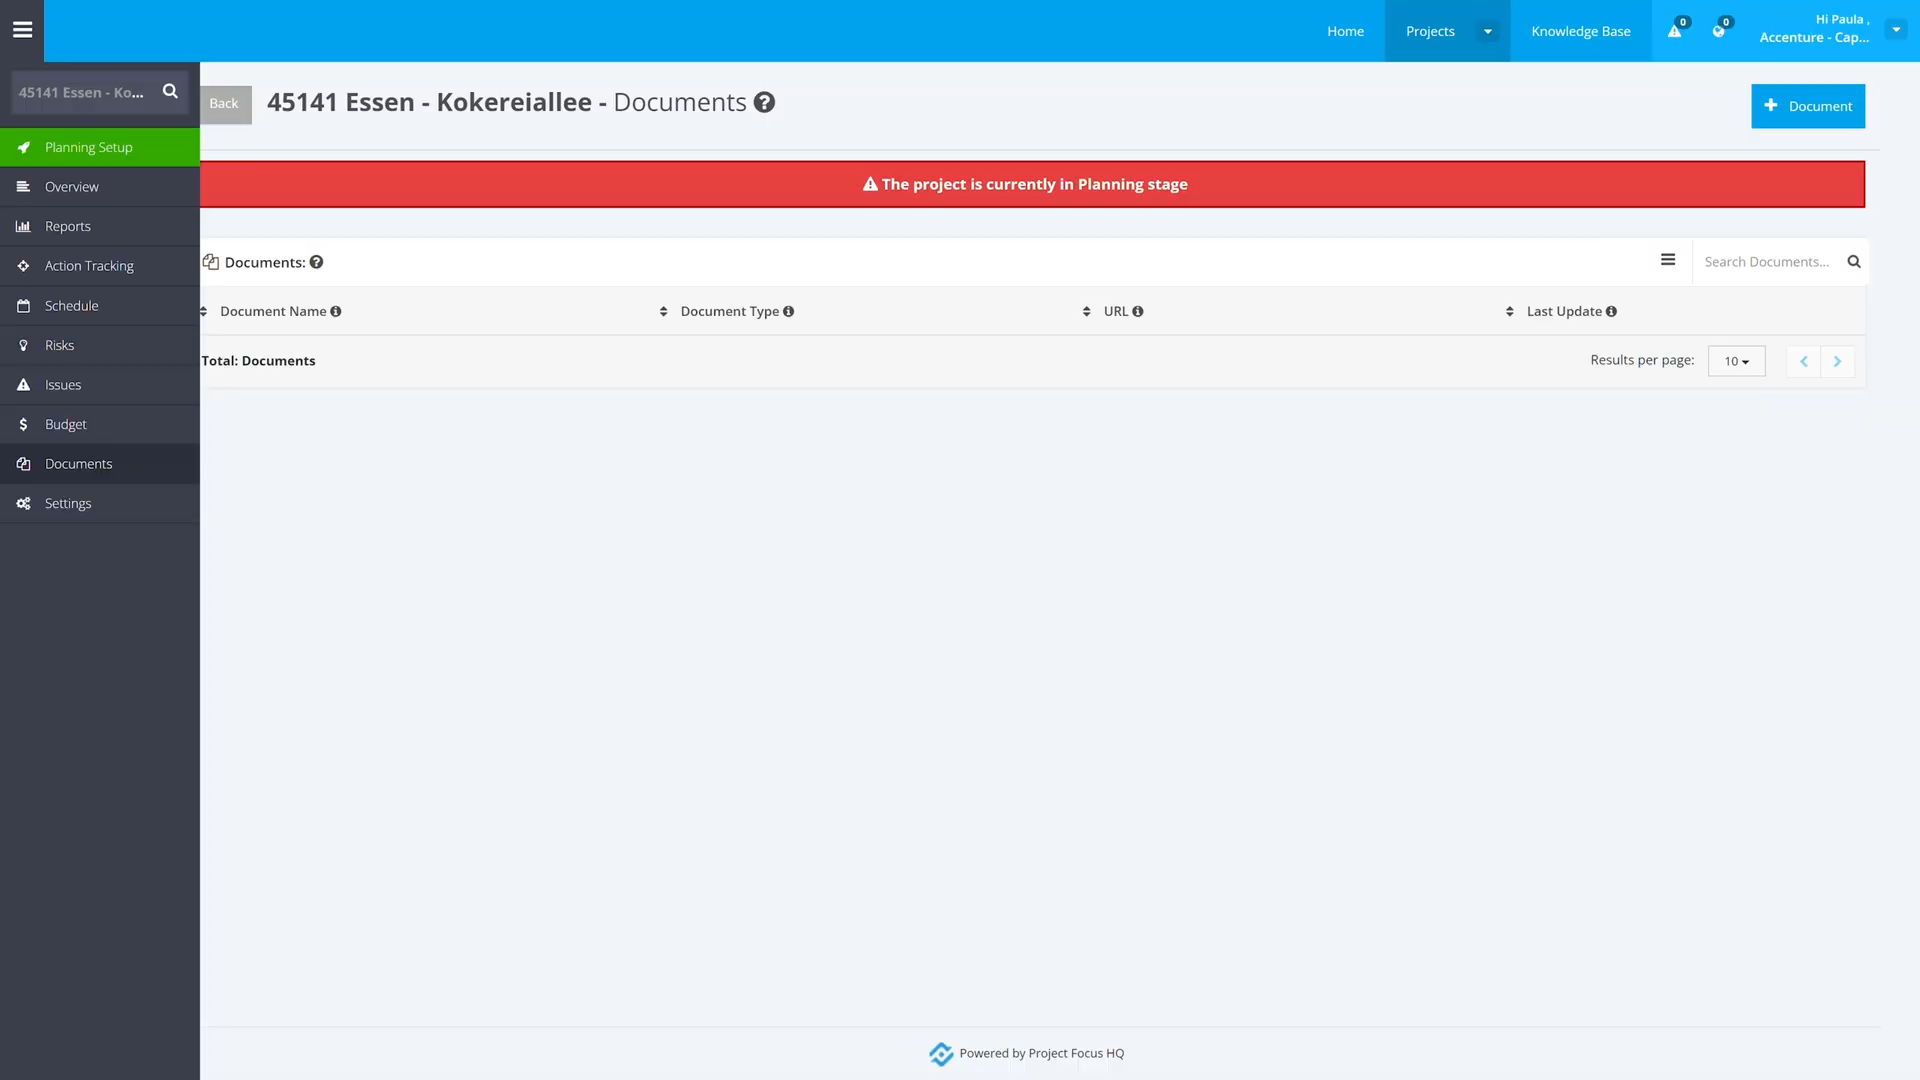 Home
Projects
Knowledge Base
0
0
Hi Paula ,
Accenture - Cap...
45141 Essen - Ko...
Back
45141 Essen - Kokereiallee - Documents
Document
Planning Setup
Overview
Reports
Action Tracking
Schedule
Risks
Issues
Budget
Documents
Settings
The project is currently in Planning stage
Documents:
Search Documents...
Document Name
Document Type
URL
Last Update
Total: Documents
Results per page:
10
Powered by Project Focus HQ